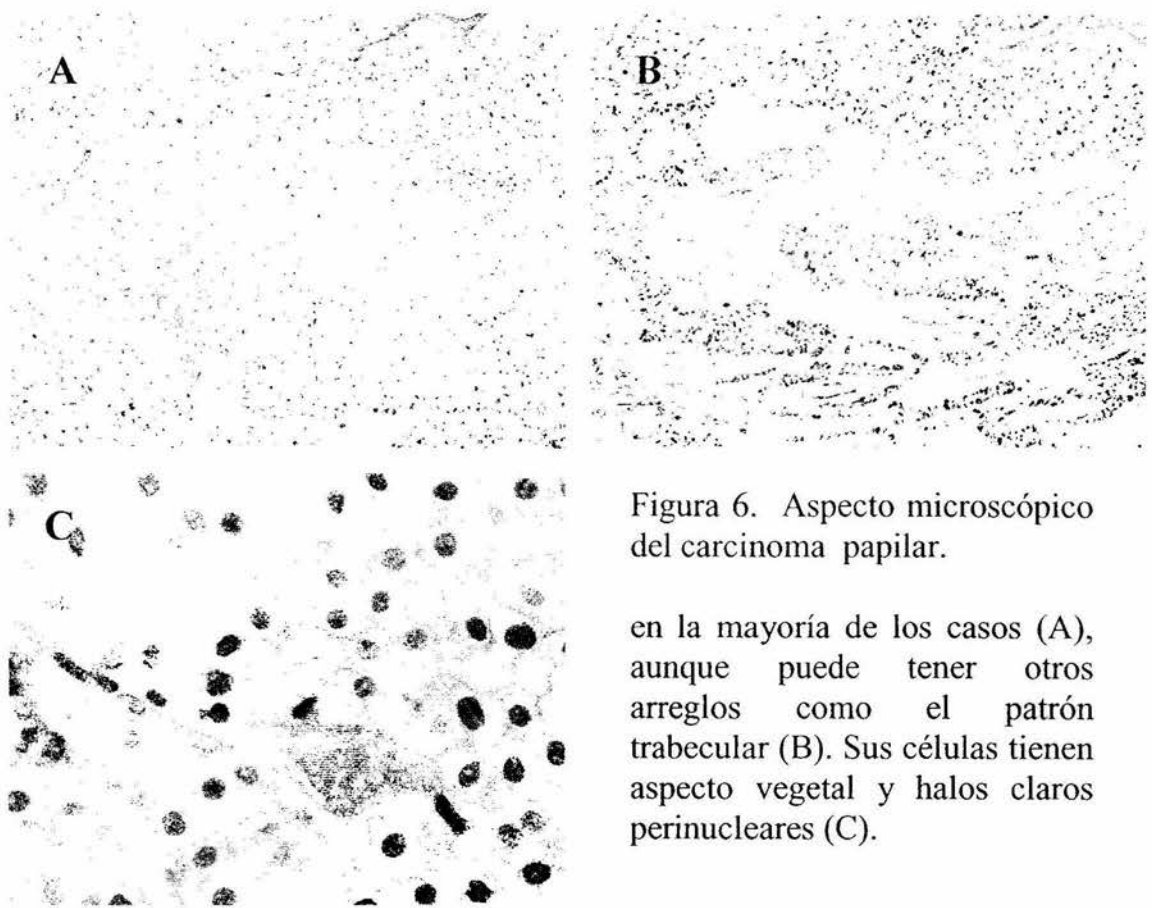 A
B
C
Figura 6. Aspecto microscópico
del carcinoma papilar.
en la mayoría de los casos (A),
aunque puede tener otros
arreglos como el patrón
trabecular (B). Sus células tienen
aspecto vegetal y halos claros
perinucleares (C).